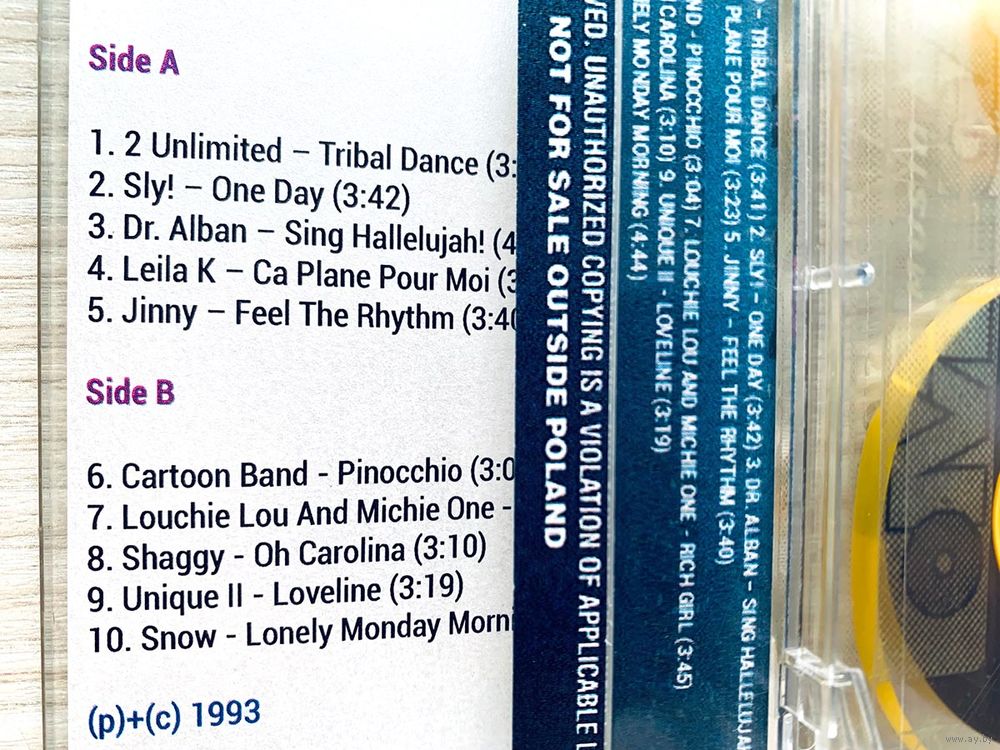 Side A
1. 2 Unlimited – Tribal Dance (3:
2. Sly! – One Day (3:42)
3. Dr. Alban – Sing Hallelujah! (4
4. Leila K – Ca Plane Pour Moi (3
5. Jinny – Feel The Rhythm (3:40
Side B
6. Cartoon Band - Pinocchio (3:0
7. Louchie Lou And Michie One -
8. Shaggy - Oh Carolina (3:10)
9. Unique II - Loveline (3:19)
10. Snow - Lonely Monday Morni
(p)+(c) 1993
NOT FOR SALE OUTSIDE POLAND
VED. UNAUTHORIZED COPYING IS A VIOLATION OF APPLICABLE L
– TRIBAL DANCE (3:41) 2. SLY! – ONE DAY (3:42) 3. DR. ALBAN – SING HALLELUJAH
PLANE POUR MOI (3:23) 5. JINNY – FEEL THE RHYTHM (3:40)
ND - PINOCCHIO (3:04) 7. LOUCHIE LOU AND MICHIE ONE - RICH GIRL (3:45)
CAROLINA (3:10) 9. UNIQUE II - LOVELINE (3:19)
ELY MONDAY MORNING (4:44)
www.ay.by